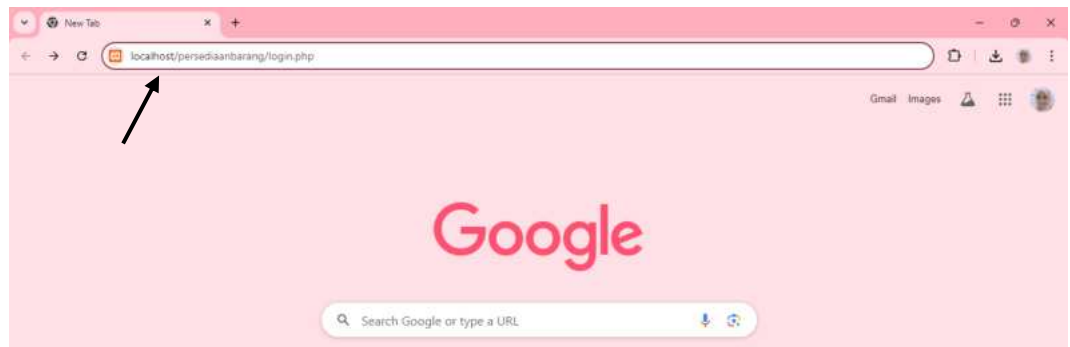 New Tab
localhost/persediaanbarang/login.php
Gmail Images
Google
Search Google or type a URL